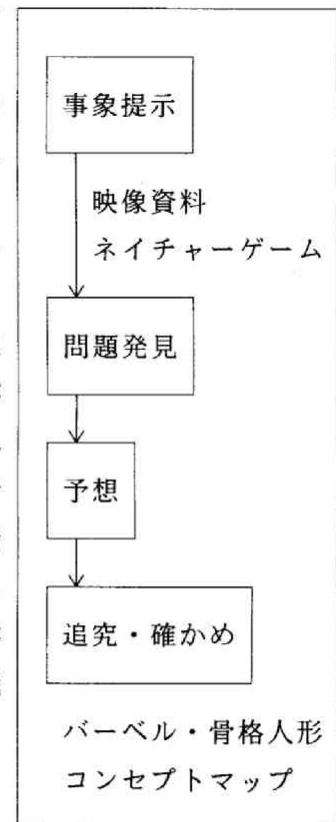 事象提示
映像資料
ネイチャーゲーム
問題発見
予想
追究・確かめ
バーベル・骨格人形
コンセプトマップ